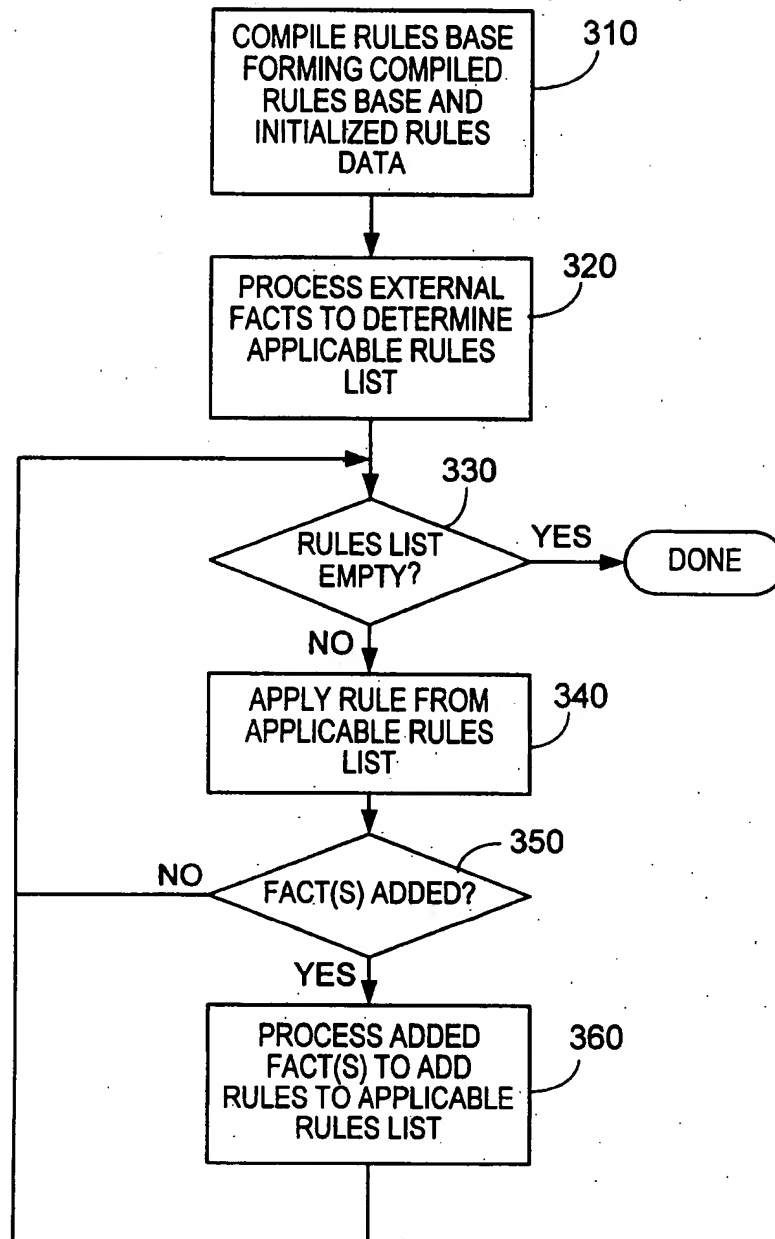 COMPILE RULES BASE
FORMING COMPILED
RULES BASE AND
INITIALIZED RULES
DATA
310
PROCESS EXTERNAL
FACTS TO DETERMINE
APPLICABLE RULES
LIST
320
330
RULES LIST
EMPTY?
YES
DONE
NO
APPLY RULE FROM
APPLICABLE RULES
LIST
340
350
NO
FACT(S) ADDED?
YES
PROCESS ADDED
FACT(S) TO ADD
RULES TO APPLICABLE
RULES LIST
360